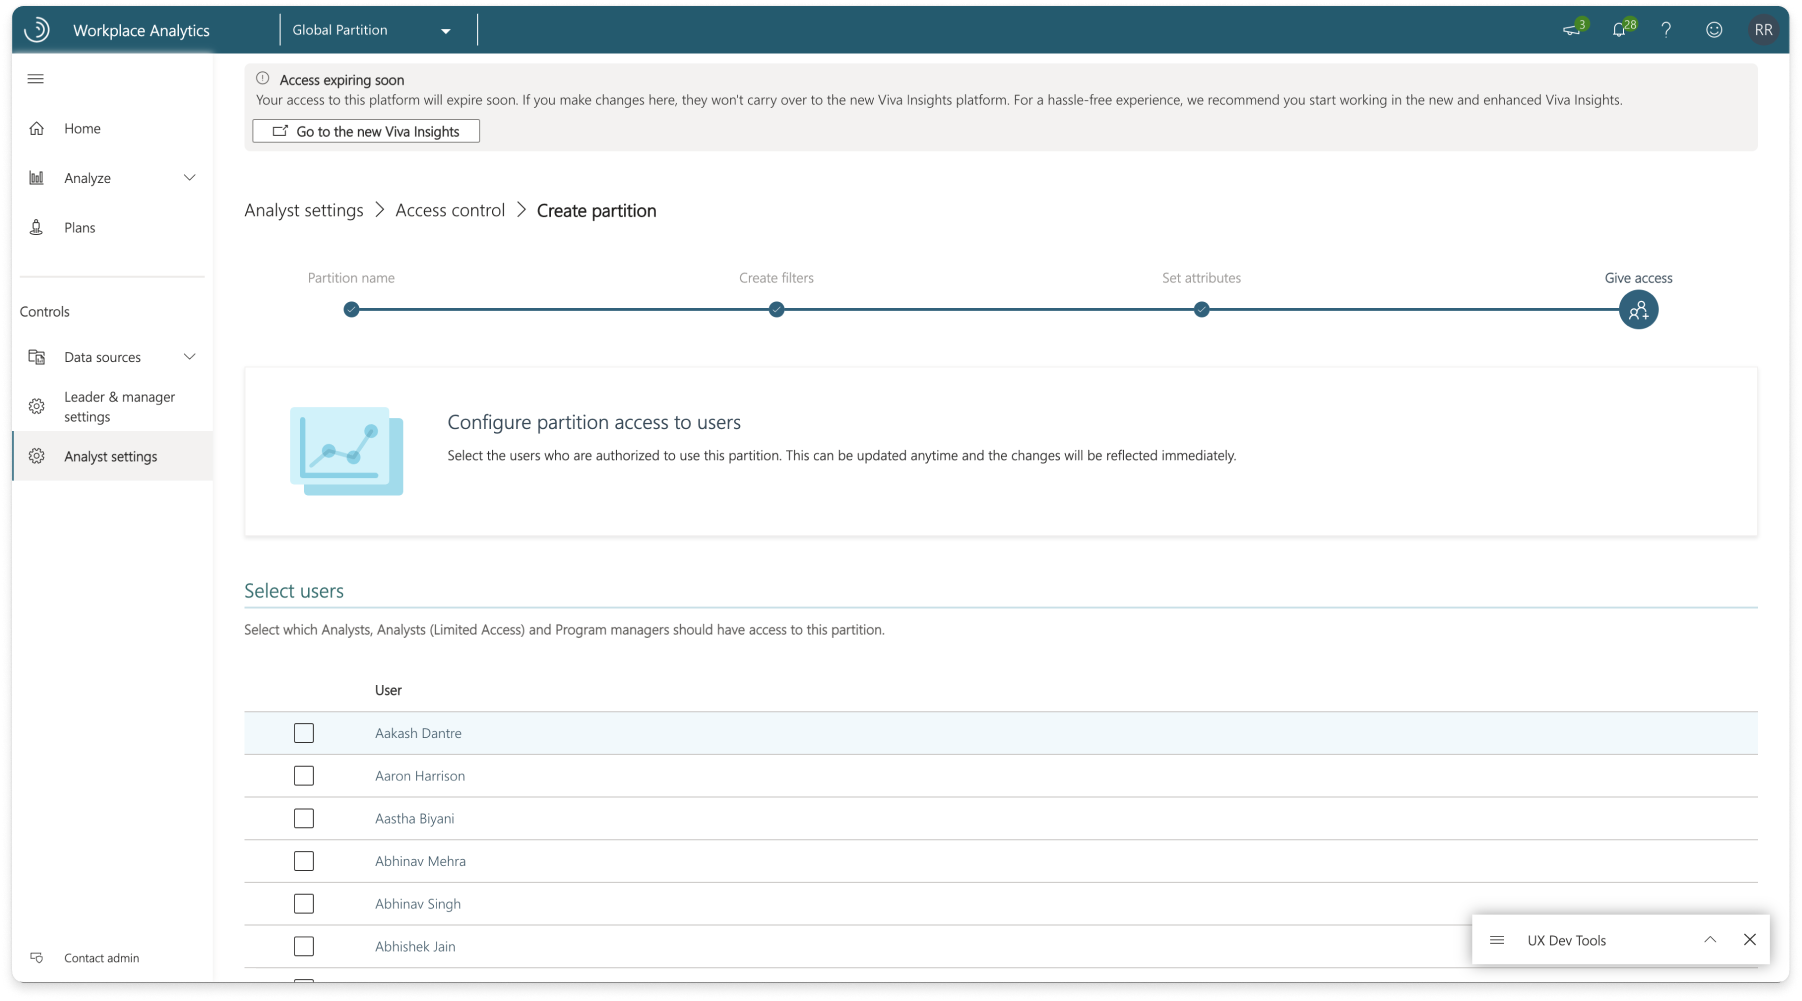 Workplace Analytics
Global Partition
3
28
RR
Access expiring soon
Your access to this platform will expire soon. If you make changes here, they won't carry over to the new Viva Insights platform. For a hassle-free experience, we recommend you start working in the new and enhanced Viva Insights.
Go to the new Viva Insights
Home
Analyze
Plans
Controls
Data sources
Leader & manager
settings
Analyst settings
Contact admin
Analyst settings > Access control > Create partition
Partition name
Create filters
Set attributes
Give access
Configure partition access to users
Select the users who are authorized to use this partition. This can be updated anytime and the changes will be reflected immediately.
Select users
Select which Analysts, Analysts (Limited Access) and Program managers should have access to this partition.
User
Aakash Dantre
Aaron Harrison
Aastha Biyani
Abhinav Mehra
Abhinav Singh
Abhishek Jain
UX Dev Tools